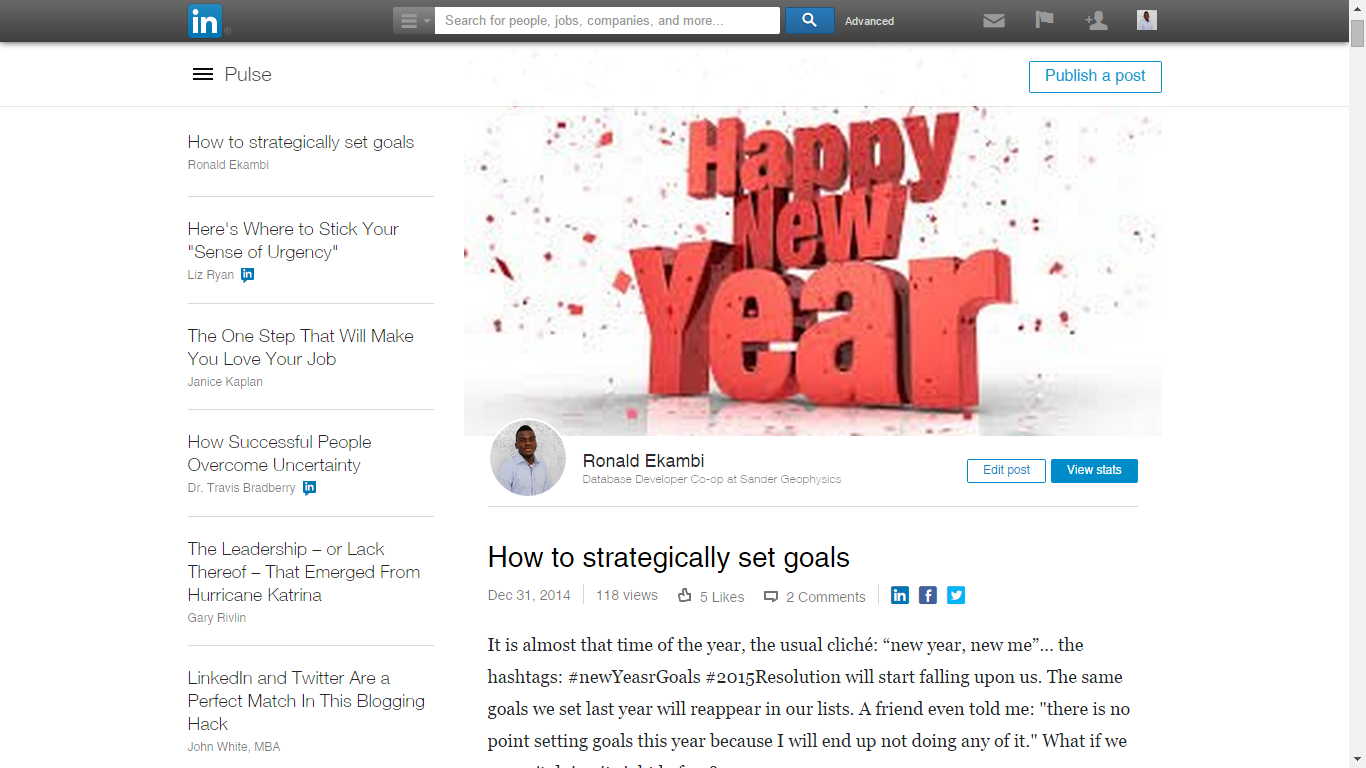 in
Search for people, jobs, companies, and more...
Advanced
Pulse
Publish a post
How to strategically set goals
Ronald Ekambi
Here's Where to Stick Your
"Sense of Urgency"
Liz Ryan in
The One Step That Will Make
You Love Your Job
Janice Kaplan
How Successful People
Overcome Uncertainty
Dr. Travis Bradberry in
The Leadership – or Lack
Thereof – That Emerged From
Hurricane Katrina
Gary Rivlin
LinkedIn and Twitter Are a
Perfect Match In This Blogging
Hack
John White, MBA
Happy
New
Year
Ronald Ekambi
Database Developer Co-op at Sander Geophysics
Edit post
View stats
How to strategically set goals
Dec 31, 2014 118 views 5 Likes 2 Comments in f
It is almost that time of the year, the usual cliché: “new year, new me”... the
hashtags: #newYeasrGoals #2015Resolution will start falling upon us. The same
goals we set last year will reappear in our lists. A friend even told me: "there is no
point setting goals this year because I will end up not doing any of it." What if we